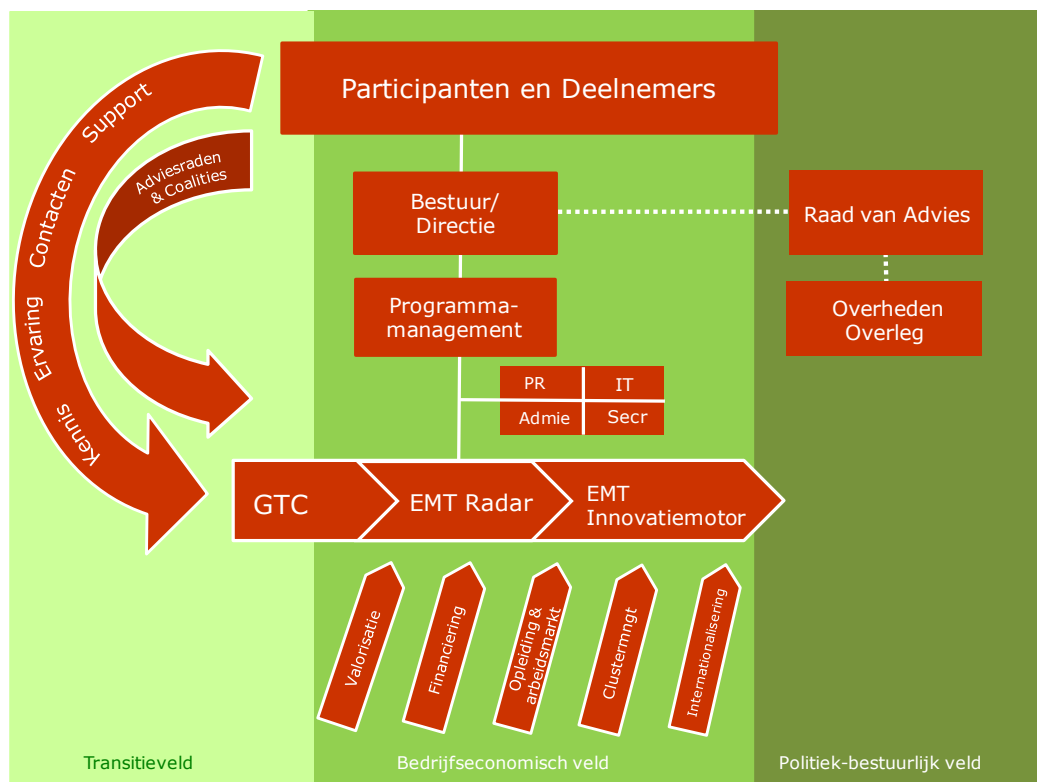 Participanten en Deelnemers
Support
Contacten
Ervaring
Kennis
Adviesraden
& Coalities
Bestuur/
Directie
Raad van Advies
Programma-
management
Overheden
Overleg
PR
IT
Admie
Secr
GTC
EMT Radar
EMT
Innovatiemotor
Valorisatie
Financiering
Opleiding &
arbeidsmarkt
Clustermngt
Internationalisering
Transitieveld
Bedrijfseconomisch veld
Politiek-bestuurlijk veld